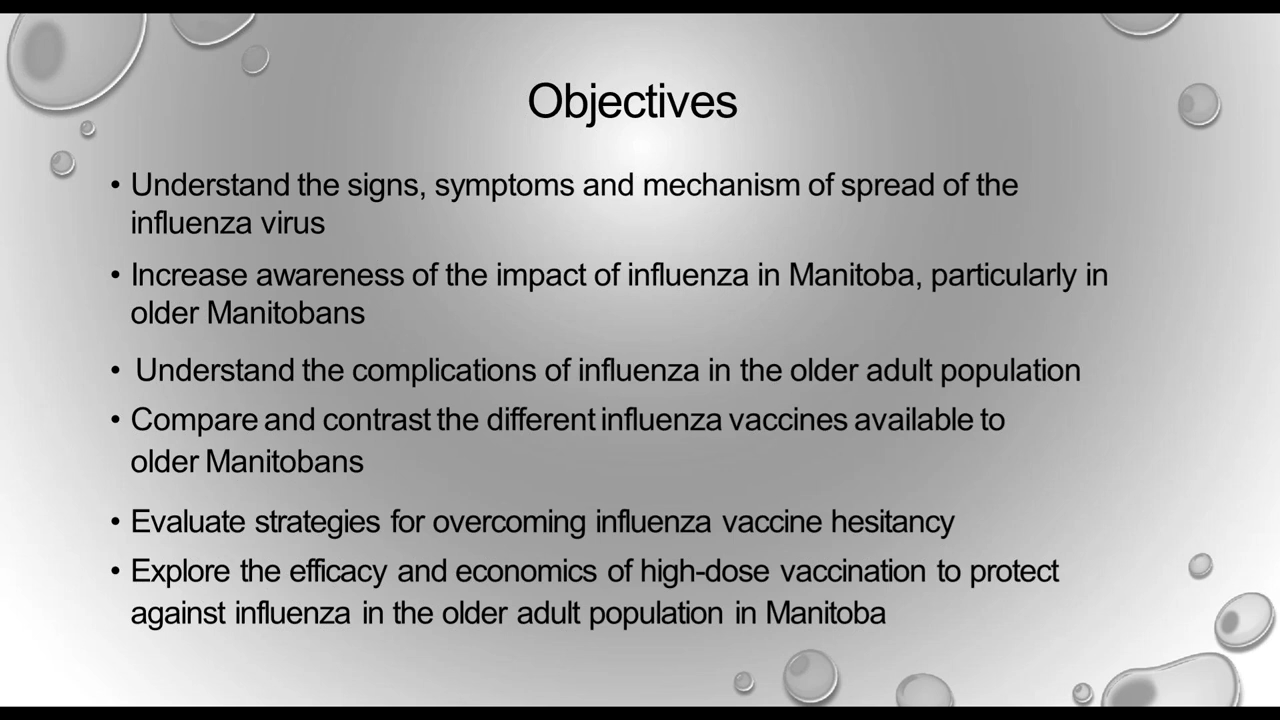 Objectives
• Understand the signs, symptoms and mechanism of spread of the
influenza virus
• Increase awareness of the impact of influenza in Manitoba, particularly in
older Manitobans
• Understand the complications of influenza in the older adult population
• Compare and contrast the different influenza vaccines available to
older Manitobans
• Evaluate strategies for overcoming influenza vaccine hesitancy
• Explore the efficacy and economics of high-dose vaccination to protect
against influenza in the older adult population in Manitoba